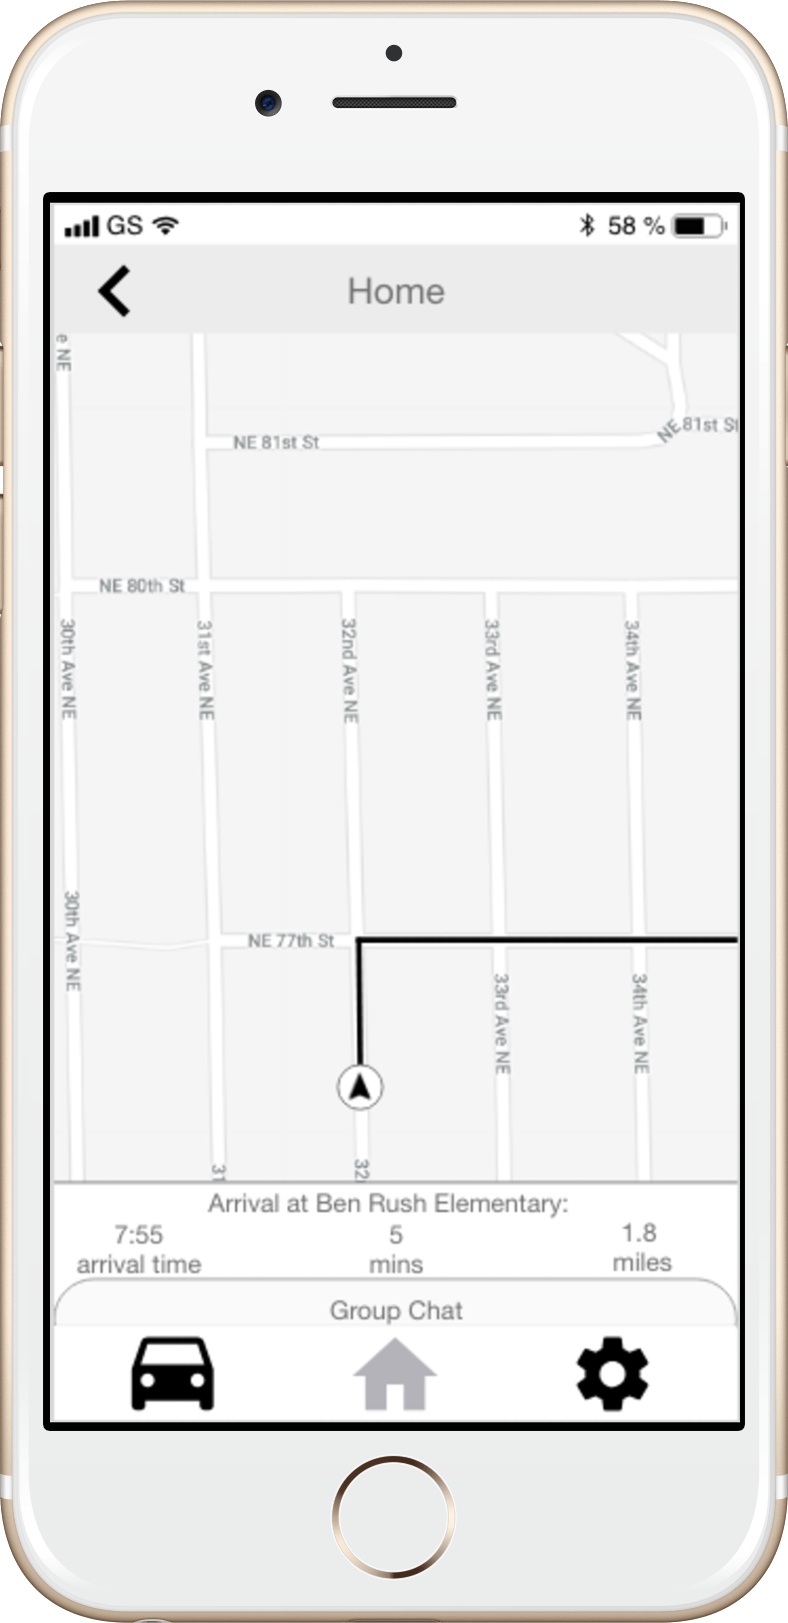 GS
58 %
Home
e NE
NE 81st St
NE 81st St
NE 80th St
30th Ave NE
31st Ave NE
32nd Ave NE
33rd Ave NE
34th Ave NE
30th Ave NE
NE 77th St
33rd Ave NE
34th Ave NE
31
32
Arrival at Ben Rush Elementary:
7:55 5 1.8
arrival time mins miles
Group Chat